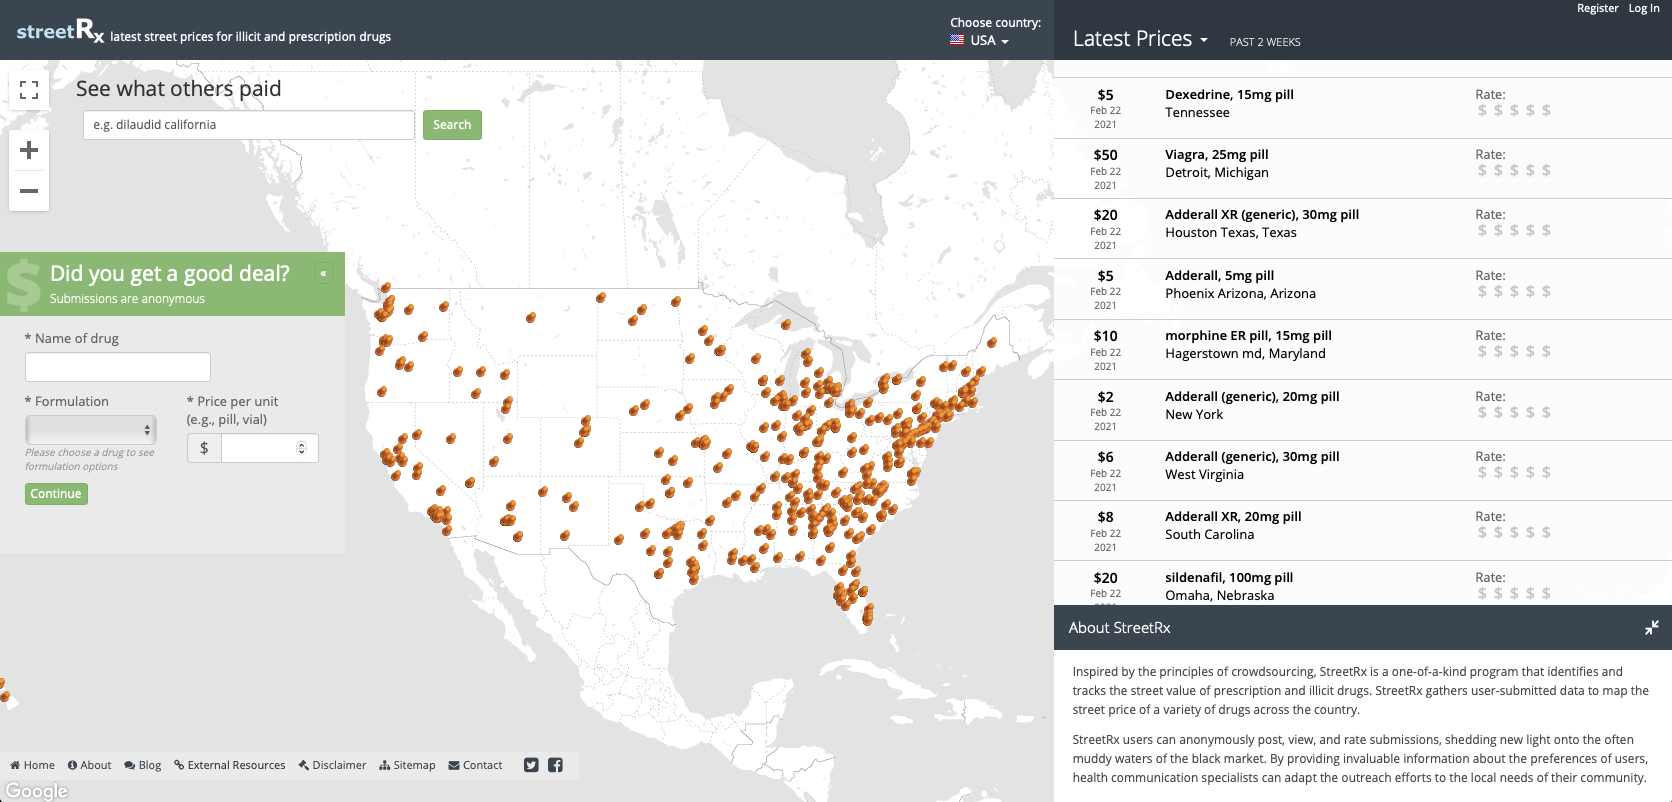 streetRx latest street prices for illicit and prescription drugs
Choose country:
USA
Register Log In
Latest Prices PAST 2 WEEKS
See what others paid
e.g. dilaudid california
Search
Did you get a good deal? «
$ Submissions are anonymous
* Name of drug
* Formulation
* Price per unit
(e.g., pill, vial)
$
Please choose a drug to see
formulation options
Continue
$5 Dexedrine, 15mg pill Rate:
Feb 22 Tennessee $ $ $ $ $
2021
$50 Viagra, 25mg pill Rate:
Feb 22 Detroit, Michigan $ $ $ $ $
2021
$20 Adderall XR (generic), 30mg pill Rate:
Feb 22 Houston Texas, Texas $ $ $ $ $
2021
$5 Adderall, 5mg pill Rate:
Feb 22 Phoenix Arizona, Arizona $ $ $ $ $
2021
$10 morphine ER pill, 15mg pill Rate:
Feb 22 Hagerstown md, Maryland $ $ $ $ $
2021
$2 Adderall (generic), 20mg pill Rate:
Feb 22 New York $ $ $ $ $
2021
$6 Adderall (generic), 30mg pill Rate:
Feb 22 West Virginia $ $ $ $ $
2021
$8 Adderall XR, 20mg pill Rate:
Feb 22 South Carolina $ $ $ $ $
2021
$20 sildenafil, 100mg pill Rate:
Feb 22 Omaha, Nebraska $ $ $ $ $
About StreetRx
Inspired by the principles of crowdsourcing, StreetRx is a one-of-a-kind program that identifies and
tracks the street value of prescription and illicit drugs. StreetRx gathers user-submitted data to map the
street price of a variety of drugs across the country.
StreetRx users can anonymously post, view, and rate submissions, shedding new light onto the often
muddy waters of the black market. By providing invaluable information about the preferences of users,
health communication specialists can adapt the outreach efforts to the local needs of their community.
Home About Blog External Resources Disclaimer Sitemap Contact
Google